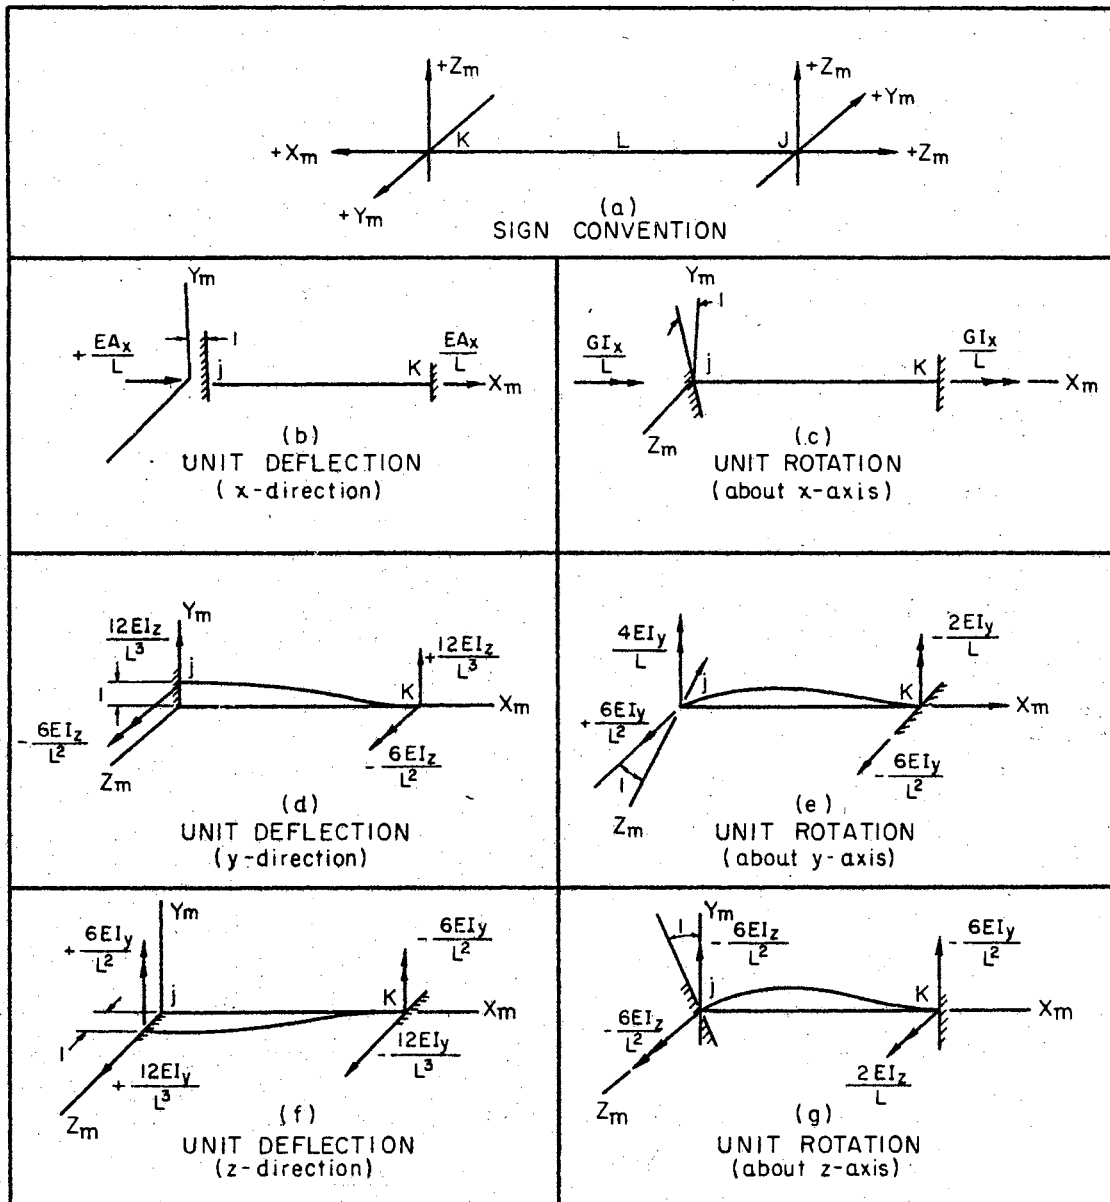 +Zm
+Zm
+Ym
K
L
J
+Xm
+Zm
+Ym
(a)
SIGN CONVENTION
Ym
1
+ EAx/L
EAx/L
j
K
Xm
(b)
UNIT DEFLECTION
(x-direction)
Ym
1
GIx/L
GIx/L
j
K
Xm
Zm
(c)
UNIT ROTATION
(about x-axis)
Ym
12EIz/L³
j
+12EIz/L³
1
K
Xm
-6EIz/L²
-6EIz/L²
Zm
(d)
UNIT DEFLECTION
(y-direction)
4EIy/L
-2EIy/L
j
K
Xm
+6EIy/L²
-6EIy/L²
1
Zm
(e)
UNIT ROTATION
(about y-axis)
Ym
+6EIy/L²
-6EIy/L²
j
K
Xm
1
+12EIy/L³
-12EIy/L³
Zm
(f)
UNIT DEFLECTION
(z-direction)
Ym
1
-6EIz/L²
-6EIy/L²
j
K
Xm
-6EIz/L²
2EIz/L
Zm
(g)
UNIT ROTATION
(about z-axis)